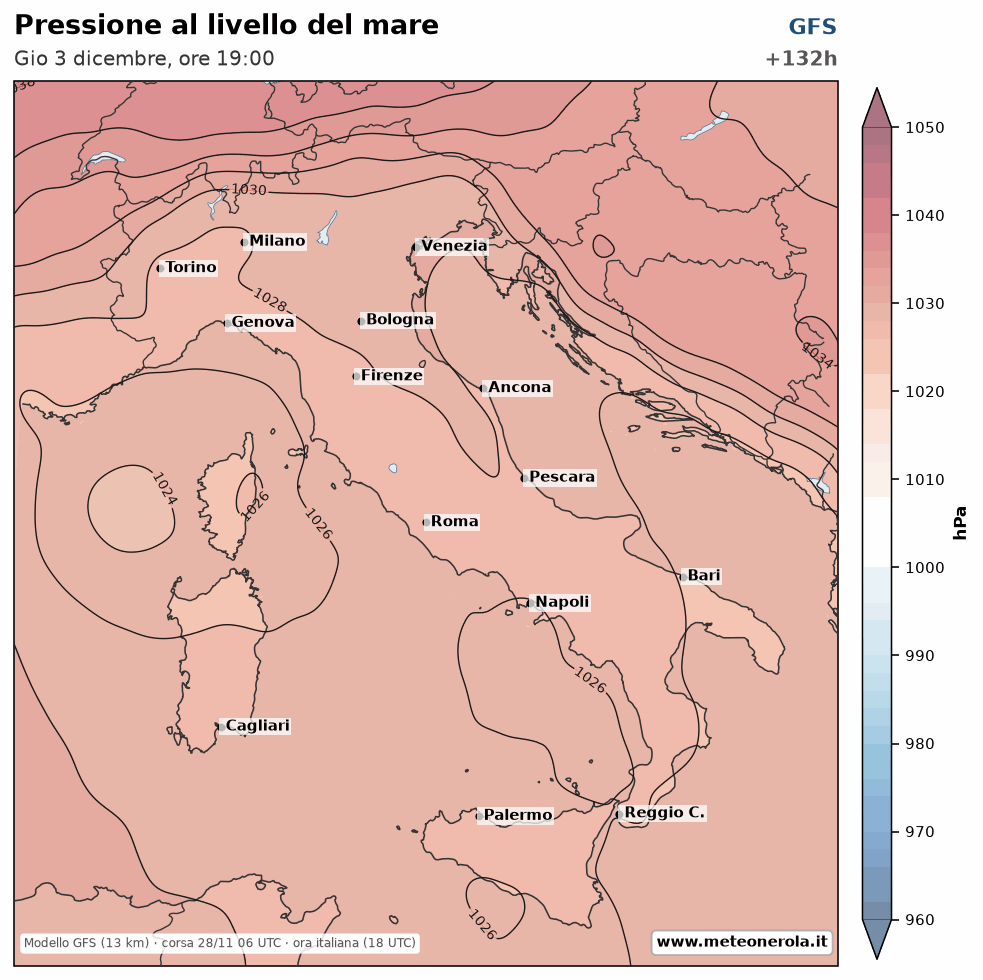 Pressione al livello del mare
GFS
Gio 3 dicembre, ore 19:00
+132h
1050
1030
Milano
Venezia
1040
Torino
1028
1030
Genova
Bologna
1034
Firenze
Ancona
1020
1024
1026
Pescara
1010
1026
Roma
hPa
Bari
1000
Napoli
1026
990
Cagliari
980
Palermo
Reggio C.
970
1026
Modello GFS (13 km) · corsa 28/11 06 UTC · ora italiana (18 UTC)
www.meteonerola.it
960